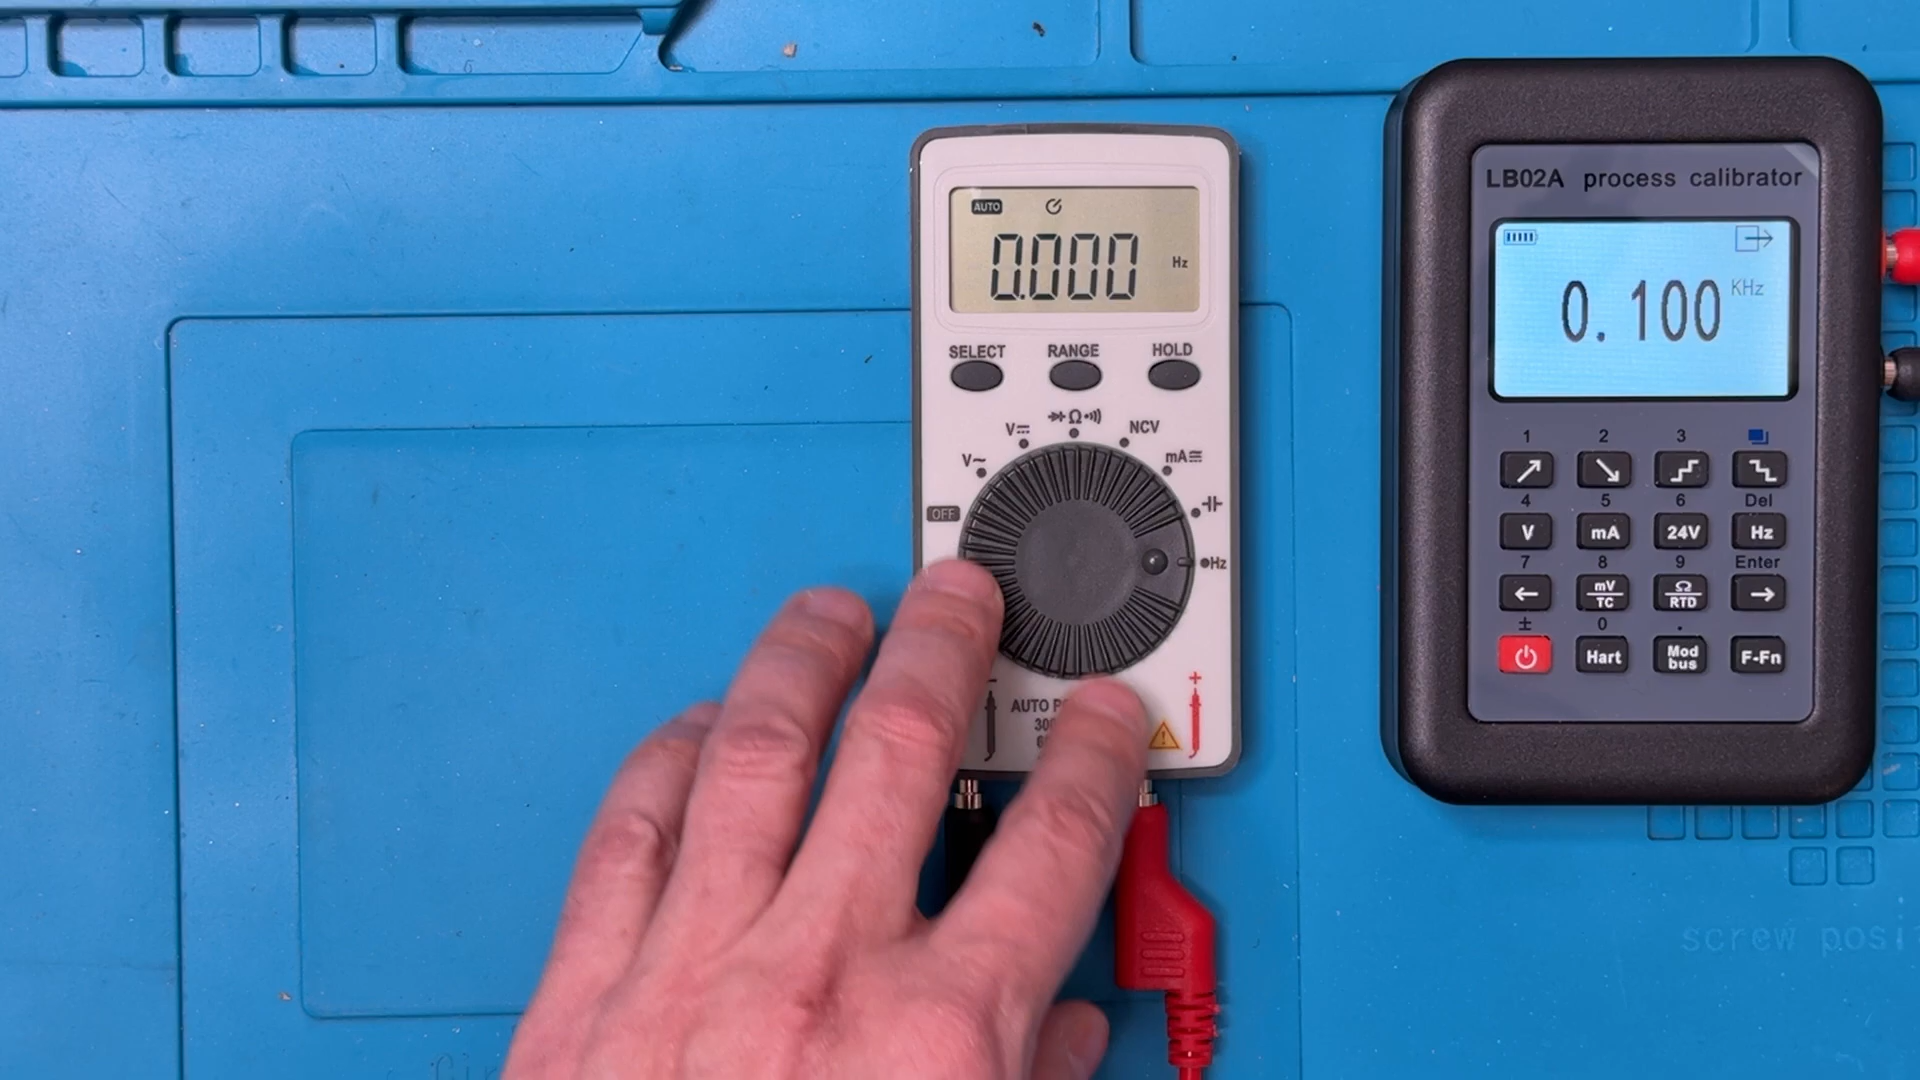 AUTO
0.000 Hz
SELECT RANGE HOLD
V
V
Ω
NCV
mA
OFF
Hz
- +
AUTO
LB02A process calibrator
0.100 KHz
1 2 3
4 5 6 Del
V mA 24V Hz
7 8 9 Enter
← mV/TC Ω/RTD →
± 0 .
Hart Mod bus F-Fn
screw posi